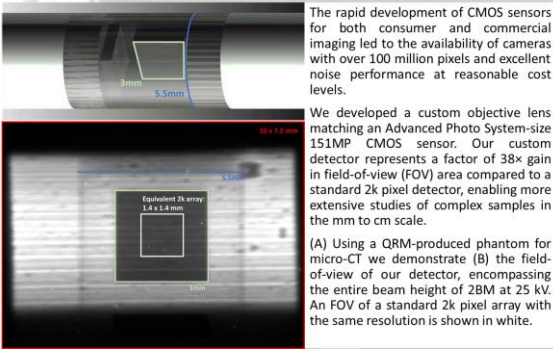 3mm
5.5mm
10 x 7.5 mm
5.5mm
Equivalent 2k array:
1.4 x 1.4 mm
3mm
The rapid development of CMOS sensors
for both consumer and commercial
imaging led to the availability of cameras
with over 100 million pixels and excellent
noise performance at reasonable cost
levels.
We developed a custom objective lens
matching an Advanced Photo System-size
151MP CMOS sensor. Our custom
detector represents a factor of 38× gain
in field-of-view (FOV) area compared to a
standard 2k pixel detector, enabling more
extensive studies of complex samples in
the mm to cm scale.
(A) Using a QRM-produced phantom for
micro-CT we demonstrate (B) the field-
of-view of our detector, encompassing
the entire beam height of 2BM at 25 kV.
An FOV of a standard 2k pixel array with
the same resolution is shown in white.